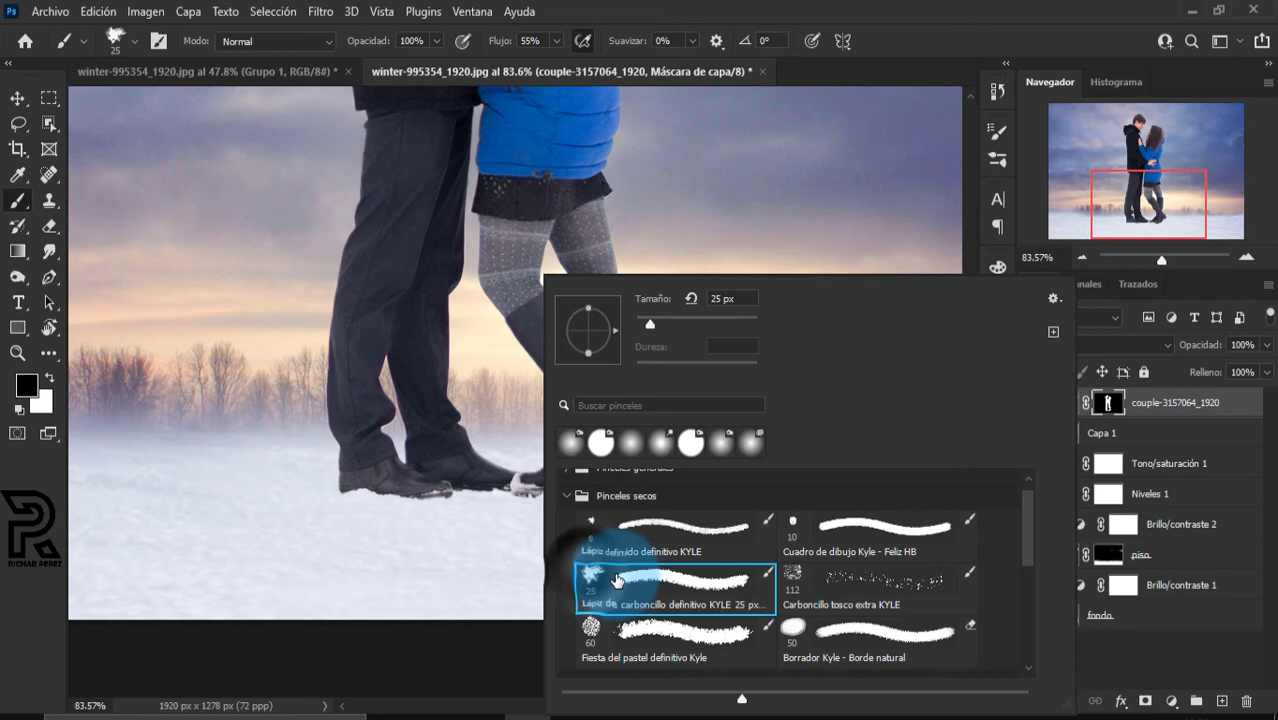 Ps Archivo Edición Imagen Capa Texto Selección Filtro 3D Vista Plugins Ventana Ayuda
25 Modo: Normal Opacidad: 100% Flujo: 55% Suavizar: 0% 0°
winter-995354_1920.jpg al 47.8% (Grupo 1, RGB/8#) * × winter-995354_1920.jpg al 83.6% (couple-3157064_1920, Máscara de capa/8) * ×
Navegador Histograma
83.57%
Trazados
Tamaño: 25 px
Dureza:
Opacidad: 100%
Relleno: 100%
Buscar pinceles
couple-3157064_1920
Capa 1
Tono/saturación 1
Niveles 1
Brillo/contraste 2
piso
Brillo/contraste 1
fondo
Pinceles generales
Pinceles secos
6
Lápiz definido definitivo KYLE
10
Cuadro de dibujo Kyle - Feliz HB
25
Lápiz de carboncillo definitivo KYLE 25 px...
112
Carboncillo tosco extra KYLE
60
Fiesta del pastel definitivo Kyle
50
Borrador Kyle - Borde natural
RICHAR PEREZ
83.57% 1920 px x 1278 px (72 ppp)